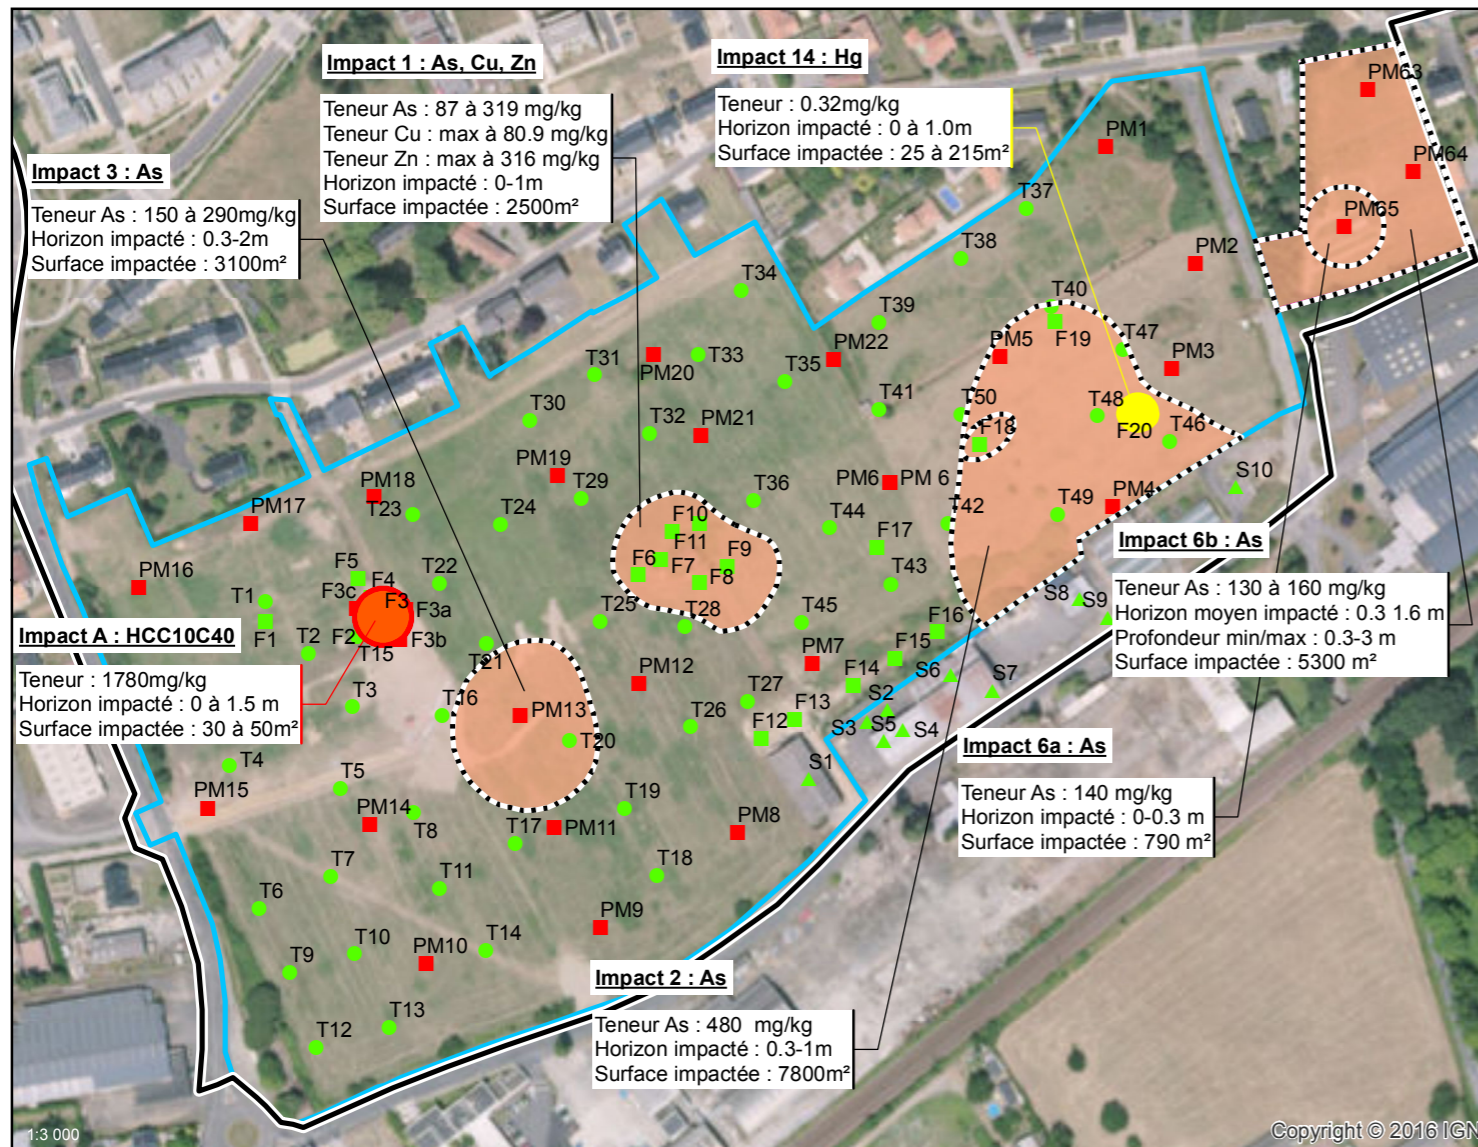 Impact 1 : As, Cu, Zn
Teneur As : 87 à 319 mg/kg
Teneur Cu : max à 80.9 mg/kg
Teneur Zn : max à 316 mg/kg
Horizon impacté : 0-1m
Surface impactée : 2500m²
Impact 14 : Hg
Teneur : 0.32mg/kg
Horizon impacté : 0 à 1.0m
Surface impactée : 25 à 215m²
Impact 3 : As
Teneur As : 150 à 290mg/kg
Horizon impacté : 0.3-2m
Surface impactée : 3100m²
PM63
PM1
PM64
T37
PM65
T38
PM2
T34
T40
T39
F19
T47
PM22
PM5
PM3
T31
PM20
T33
T35
T30
T32
PM21
T41
T50
T48
F20
T46
F18
PM19
PM6
PM 6
S10
PM18
T29
T36
PM17
T23
T24
T44
T42
T49
PM4
F10
F11
F17
Impact 6b : As
Teneur As : 130 à 160 mg/kg
Horizon moyen impacté : 0.3 1.6 m
Profondeur min/max : 0.3-3 m
Surface impactée : 5300 m²
PM16
F5
F4
T22
F6
F7
F9
F8
T43
S8
S9
T1
F3c
F3
F3a
F1
F2
F3b
T25
T28
T45
F16
Impact A : HCC10C40
Teneur : 1780mg/kg
Horizon impacté : 0 à 1.5 m
Surface impactée : 30 à 50m²
T2
T15
T21
PM7
F15
PM12
F14
S6
S7
T3
T16
PM13
T27
F13
S2
T26
F12
S3
S5
S4
T20
S1
Impact 6a : As
Teneur As : 140 mg/kg
Horizon impacté : 0-0.3 m
Surface impactée : 790 m²
T4
T5
PM15
PM14
T8
T19
T17
PM11
PM8
T7
T11
T18
T6
PM9
T10
PM10
T14
T9
Impact 2 : As
Teneur As : 480 mg/kg
Horizon impacté : 0.3-1m
Surface impactée : 7800m²
T13
T12
1:3 000
Copyright © 2016 IGN